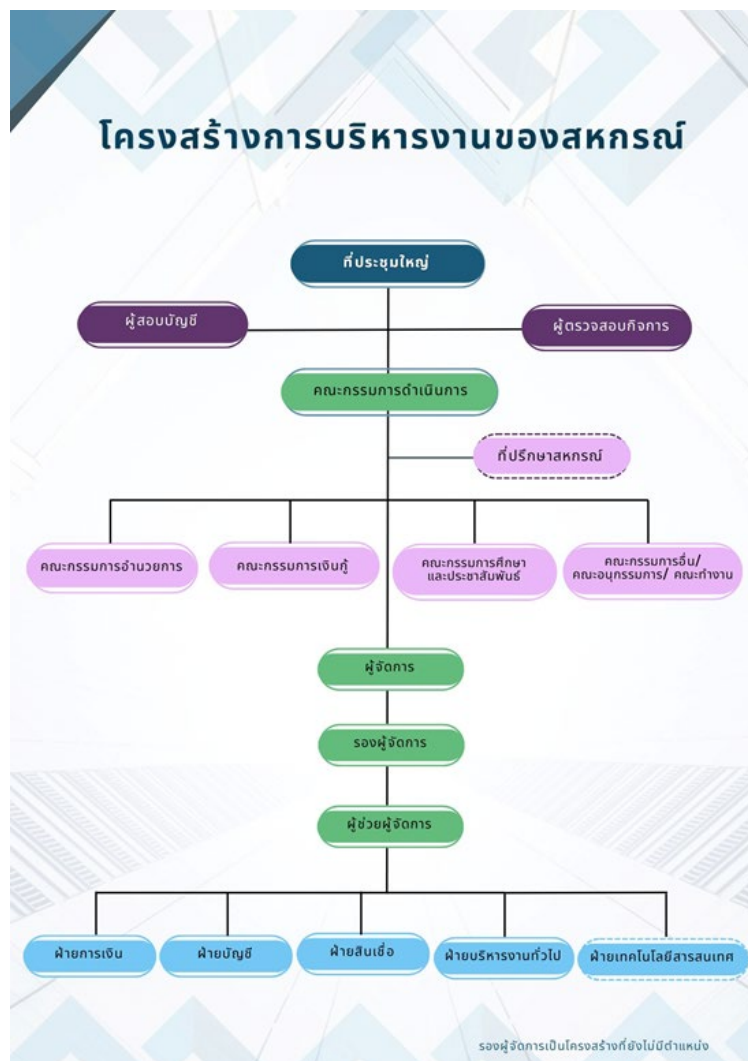 โครงสร้างการบริหารงานของสหกรณ์
ที่ประชุมใหญ่
ผู้สอบบัญชี
ผู้ตรวจสอบกิจการ
คณะกรรมการดำเนินการ
ที่ปรึกษาสหกรณ์
คณะกรรมการอำนวยการ
คณะกรรมการเงินกู้
คณะกรรมการศึกษา
และประชาสัมพันธ์
คณะกรรมการอื่น/
คณะอนุกรรมการ/ คณะทำงาน
ผู้จัดการ
รองผู้จัดการ
ผู้ช่วยผู้จัดการ
ฝ่ายการเงิน
ฝ่ายบัญชี
ฝ่ายสินเชื่อ
ฝ่ายบริหารงานทั่วไป
ฝ่ายเทคโนโลยีสารสนเทศ
รองผู้จัดการเป็นโครงสร้างที่ยังไม่มีตำแหน่ง